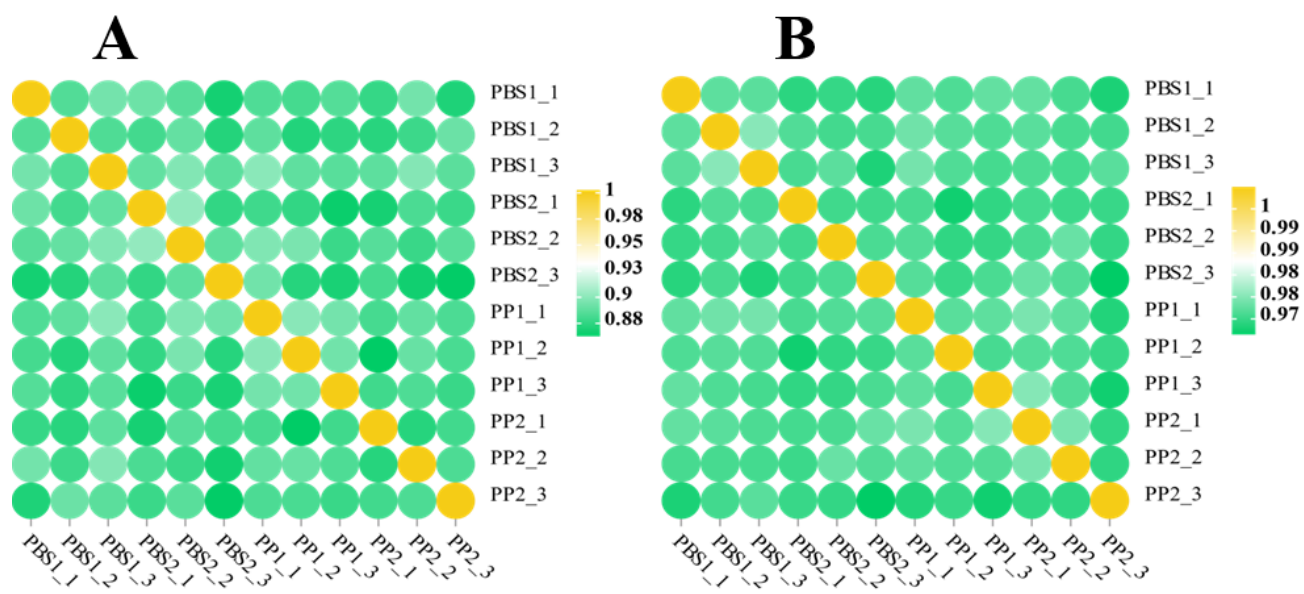 A
B
PBS1_1
PBS1_2
PBS1_3
PBS2_1
PBS2_2
PBS2_3
PP1_1
PP1_2
PP1_3
PP2_1
PP2_2
PP2_3
1
0.98
0.95
0.93
0.9
0.88
PBS1_1
PBS1_2
PBS1_3
PBS2_1
PBS2_2
PBS2_3
PP1_1
PP1_2
PP1_3
PP2_1
PP2_2
PP2_3
PBS1_1
PBS1_2
PBS1_3
PBS2_1
PBS2_2
PBS2_3
PP1_1
PP1_2
PP1_3
PP2_1
PP2_2
PP2_3
1
0.99
0.99
0.98
0.98
0.97
PBS1_1
PBS1_2
PBS1_3
PBS2_1
PBS2_2
PBS2_3
PP1_1
PP1_2
PP1_3
PP2_1
PP2_2
PP2_3